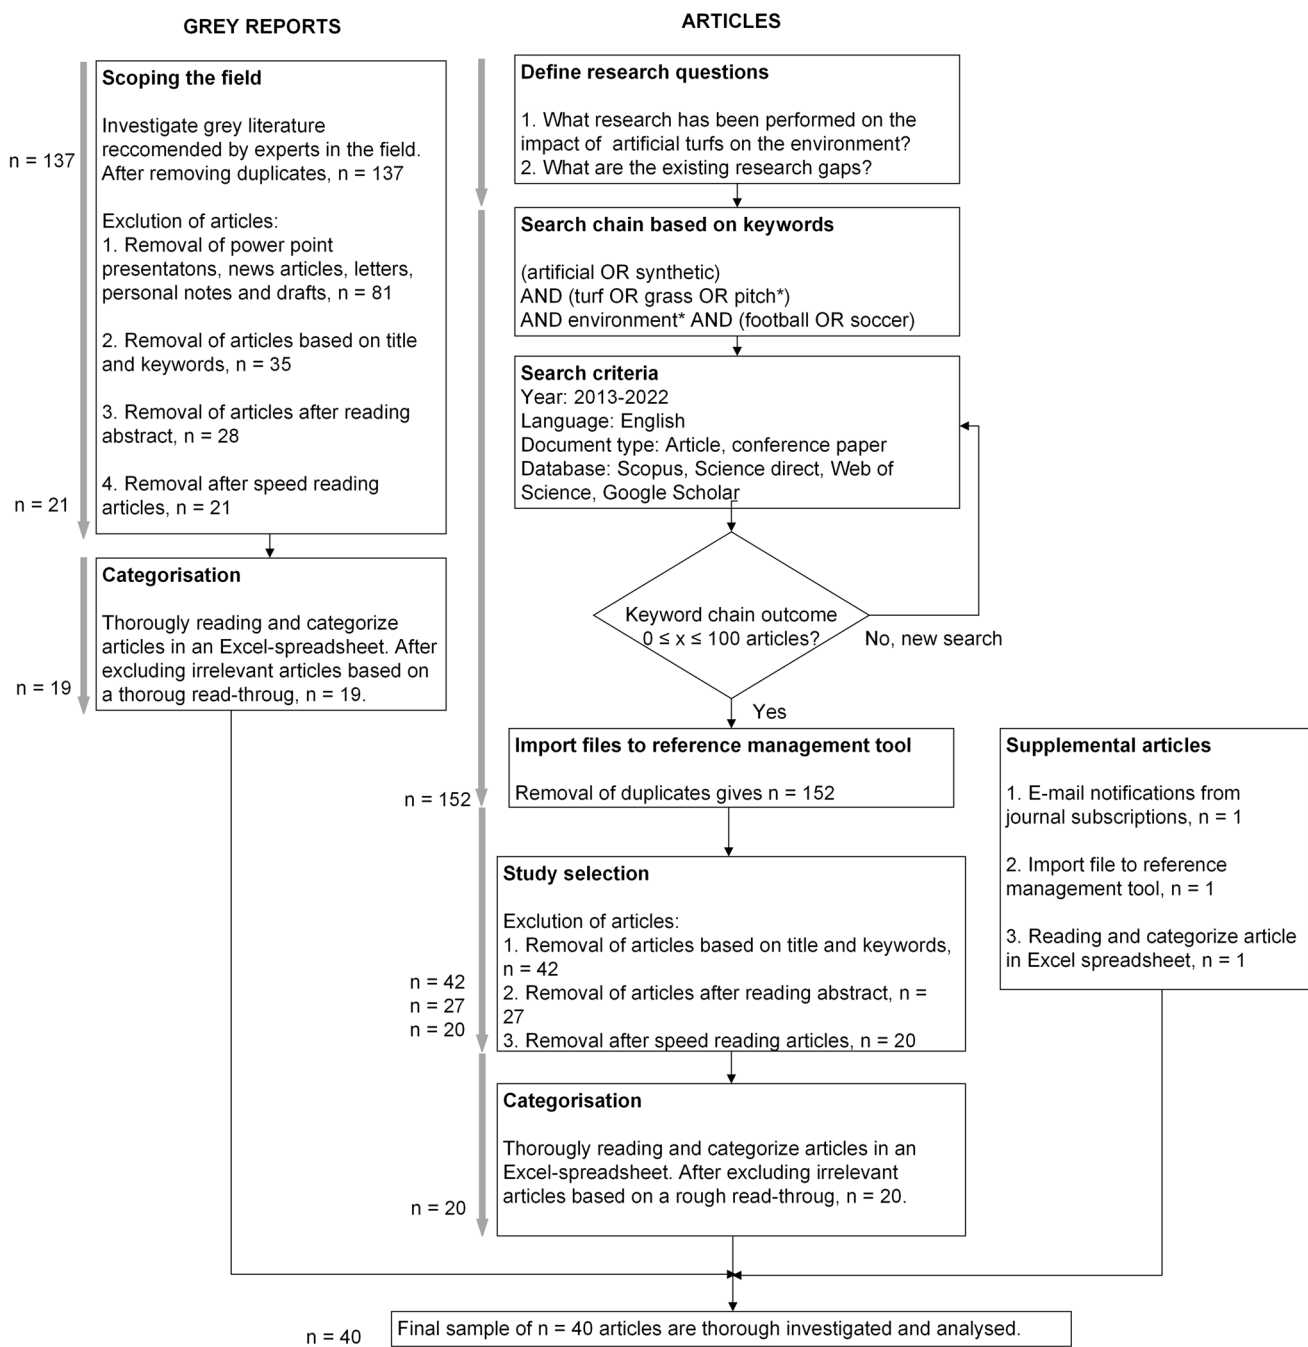 GREY REPORTS
n = 137
n = 21
n = 19
Scoping the field
Investigate grey literature
reccomended by experts in the field.
After removing duplicates, n = 137
Exclution of articles:
1. Removal of power point
presentatons, news articles, letters,
personal notes and drafts, n = 81
2. Removal of articles based on title
and keywords, n = 35
3. Removal of articles after reading
abstract, n = 28
4. Removal after speed reading
articles, n = 21
Categorisation
Thorougly reading and categorize
articles in an Excel-spreadsheet. After
excluding irrelevant articles based on
a thoroug read-throug, n = 19.
ARTICLES
Define research questions
1. What research has been performed on the
impact of  artificial turfs on the environment?
2. What are the existing research gaps?
Search chain based on keywords
(artificial OR synthetic)
AND (turf OR grass OR pitch*)
AND environment* AND (football OR soccer)
Search criteria
Year: 2013-2022
Language: English
Document type: Article, conference paper
Database: Scopus, Science direct, Web of
Science, Google Scholar
Keyword chain outcome
0 ≤ x ≤ 100 articles?
No, new search
Yes
Import files to reference management tool
Removal of duplicates gives n = 152
n = 152
Study selection
Exclution of articles:
1. Removal of articles based on title and keywords,
n = 42
2. Removal of articles after reading abstract, n =
27
3. Removal after speed reading articles, n = 20
n = 42
n = 27
n = 20
Categorisation
Thorougly reading and categorize articles in an
Excel-spreadsheet. After excluding irrelevant
articles based on a rough read-throug, n = 20.
n = 20
Supplemental articles
1. E-mail notifications from
journal subscriptions, n = 1
2. Import file to reference
management tool, n = 1
3. Reading and categorize article
in Excel spreadsheet, n = 1
n = 40
Final sample of n = 40 articles are thorough investigated and analysed.